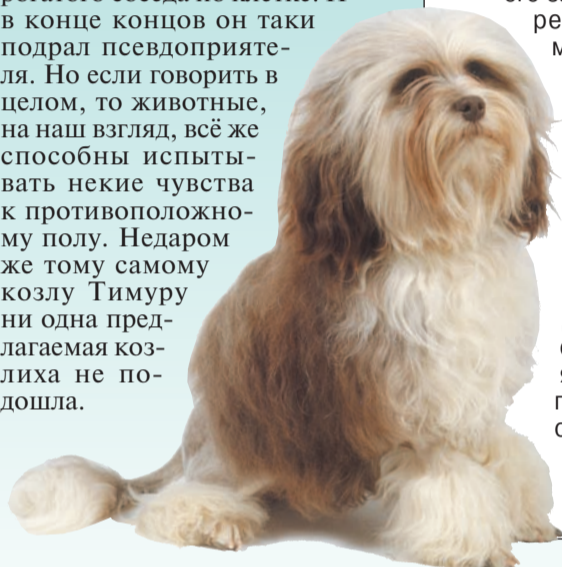 в конце концов он таки
подрал псевдоприяте-
ля. Но если говорить в
целом, то животные,
на наш взгляд, всё же
способны испыты-
вать некие чувства
к противоположно-
му полу. Недаром
же тому самому
козлу Тимуру
ни одна пред-
лагаемая коз-
лиха не по-
дошла.